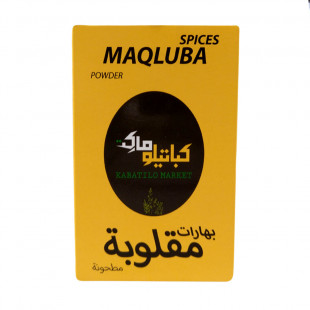 SPICES
MAQLUBA
POWDER
كباتيلو ماركت
KABATILO MARKET
بهارات
مقلوبة
مطحونة